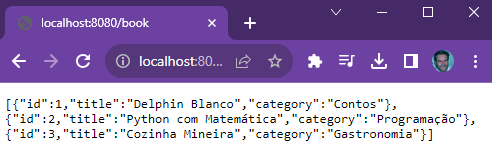 localhost:8080/book
localhost:80...
[{"id":1,"title":"Delphin Blanco","category":"Contos"},
{"id":2,"title":"Python com Matemática","category":"Programação"},
{"id":3,"title":"Cozinha Mineira","category":"Gastronomia"}]